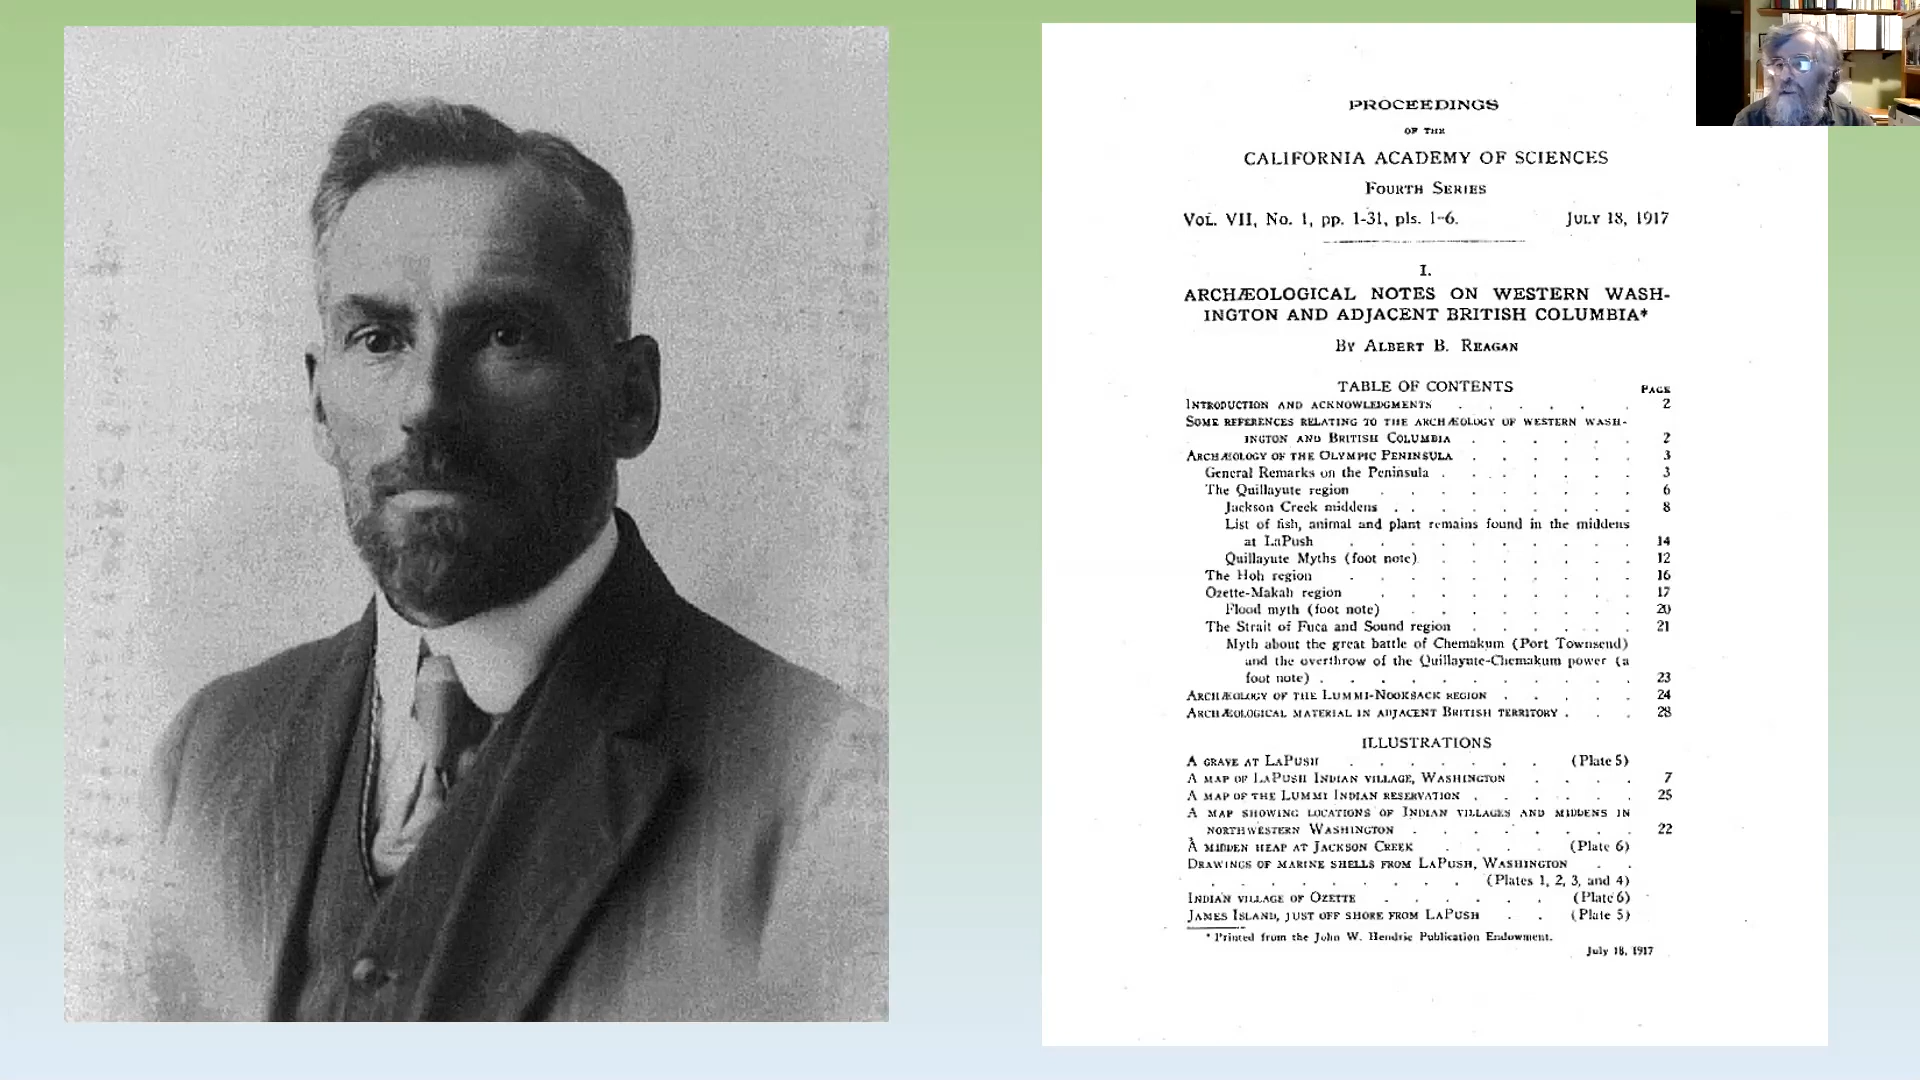 PROCEEDINGS
OF THE
CALIFORNIA ACADEMY OF SCIENCES
FOURTH SERIES
VOL. VII, No. 1, pp. 1-31, pls. 1-6. JULY 18, 1917
I.
ARCHÆOLOGICAL NOTES ON WESTERN WASH-
INGTON AND ADJACENT BRITISH COLUMBIA*
BY ALBERT B. REAGAN
TABLE OF CONTENTS PAGE
INTRODUCTION AND ACKNOWLEDGMENTS . . . . . . 2
SOME REFERENCES RELATING TO THE ARCHÆOLOGY OF WESTERN WASH-
INGTON AND BRITISH COLUMBIA . . . . . . 2
ARCHÆOLOGY OF THE OLYMPIC PENINSULA . . . . . . 3
General Remarks on the Peninsula . . . . . . . 3
The Quillayute region . . . . . . . . 6
Jackson Creek middens . . . . . . . . 8
List of fish, animal and plant remains found in the middens
at LaPush . . . . . . . . . 14
Quillayute Myths (foot note) . . . . . . . 12
The Hoh region . . . . . . . . . 16
Ozette-Makah region . . . . . . . . 17
Flood myth (foot note) . . . . . . . 20
The Strait of Fuca and Sound region . . . . . . 21
Myth about the great battle of Chemakum (Port Townsend)
and the overthrow of the Quillayute-Chemakum power (a
foot note) . . . . . . . . . . 23
ARCHÆOLOGY OF THE LUMMI-NOOKSACK REGION . . . . . 24
ARCHÆOLOGICAL MATERIAL IN ADJACENT BRITISH TERRITORY . . . 28
ILLUSTRATIONS
A GRAVE AT LAPUSH . . . . . . . (Plate 5)
A MAP OF LAPUSH INDIAN VILLAGE, WASHINGTON . . . . 7
A MAP OF THE LUMMI INDIAN RESERVATION . . . . . . 25
A MAP SHOWING LOCATIONS OF INDIAN VILLAGES AND MIDDENS IN
NORTHWESTERN WASHINGTON . . . . . . . . 22
A MIDDEN HEAP AT JACKSON CREEK . . . . (Plate 6)
DRAWINGS OF MARINE SHELLS FROM LAPUSH, WASHINGTON . .
. . . . . . . . (Plates 1, 2, 3, and 4)
INDIAN VILLAGE OF OZETTE . . . . . (Plate 6)
JAMES ISLAND, JUST OFF SHORE FROM LAPUSH . . (Plate 5)
* Printed from the John W. Hendrie Publication Endowment.
July 18, 1917